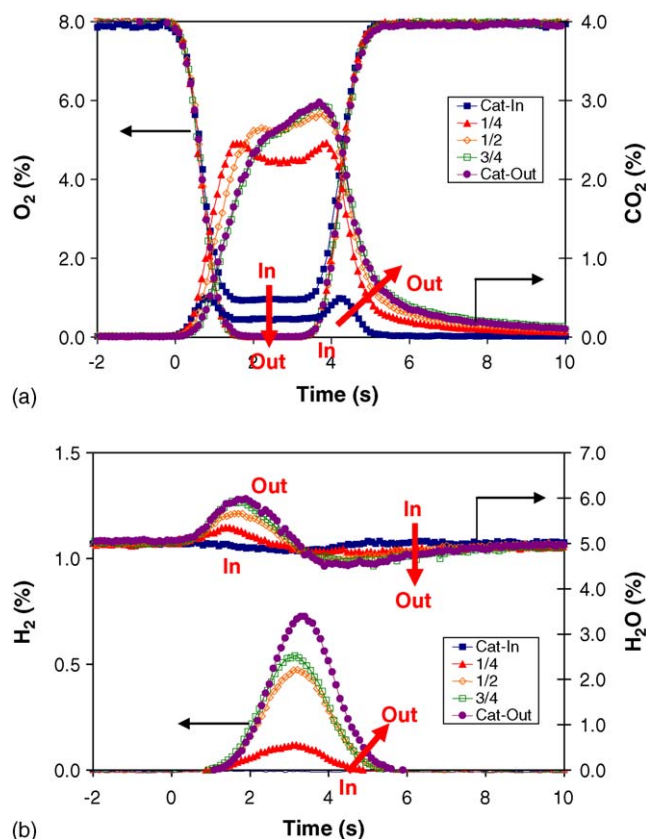 8.0
6.0
4.0
2.0
0.0
O₂ (%)
4.0
3.0
2.0
1.0
0.0
CO₂ (%)
Cat-In
1/4
1/2
3/4
Cat-Out
In
Out
Out
In
-2 0 2 4 6 8 10
Time (s)
(a)
1.5
1.0
0.5
0.0
H₂ (%)
7.0
6.0
5.0
4.0
3.0
2.0
1.0
0.0
H₂O (%)
Out
In
In
Out
Cat-In
1/4
1/2
3/4
Cat-Out
Out
In
-2 0 2 4 6 8 10
Time (s)
(b)